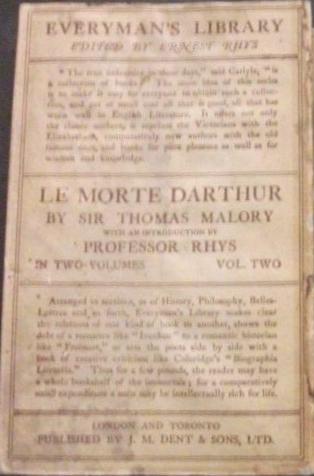 EVERYMAN'S LIBRARY
EDITED BY ERNEST RHYS
"The true University in these days," said Carlyle, "is
a collection of books." The main idea of this series
is to make it easy for everyone to obtain such a collec-
tion, and get at small cost all that is good, all that has
worn well in English Literature. It offers not only
the classic authors, it reprints the Victorians with the
Elizabethans, comparatively new authors with the old
famous ones, and books for pure pleasure as well as for
wisdom and knowledge.
LE MORTE DARTHUR
BY SIR THOMAS MALORY
WITH AN INTRODUCTION BY
PROFESSOR RHYS
IN TWO VOLUMES VOL. TWO
Arranged in sections, as of History, Philosophy, Belles-
Lettres and so forth, Everyman's Library makes clear
the relations of one kind of book to another, shows the
debt of a romance like "Ivanhoe" to a romantic historian
like "Froissart," or sets the poets side by side with a
book of creative criticism like Coleridge's "Biographia
Literaria." Thus for a few pounds, the reader may have
a whole bookshelf of the immortals; for a comparatively
small expenditure a man may be intellectually rich for life.
LONDON AND TORONTO
PUBLISHED BY J. M. DENT & SONS, LTD.